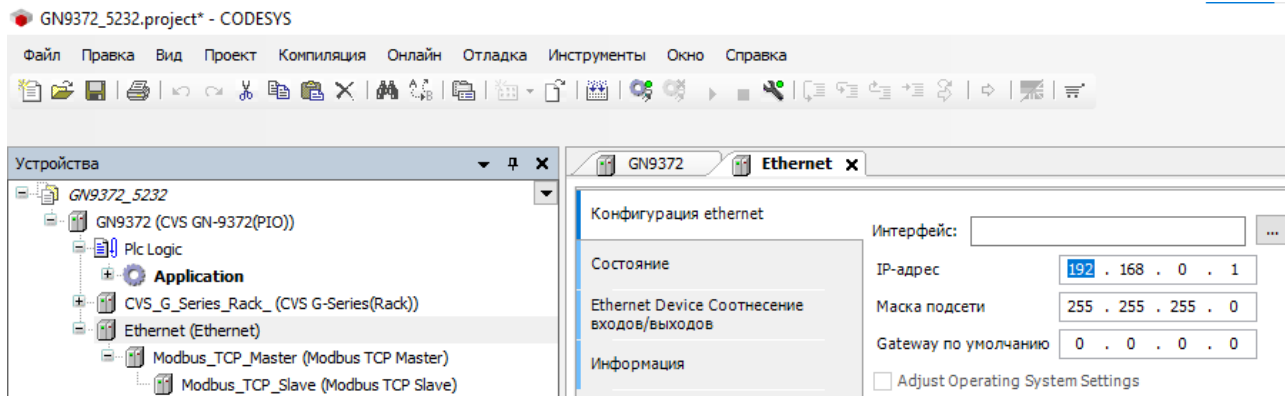 GN9372_5232.project* - CODESYS
Файл Правка Вид Проект Компиляция Онлайн Отладка Инструменты Окно Справка
Устройства
GN9372_5232
GN9372 (CVS GN-9372(PIO))
Plc Logic
Application
CVS_G_Series_Rack_ (CVS G-Series(Rack))
Ethernet (Ethernet)
Modbus_TCP_Master (Modbus TCP Master)
Modbus_TCP_Slave (Modbus TCP Slave)
GN9372 Ethernet
Конфигурация ethernet
Состояние
Ethernet Device Соотнесение
входов/выходов
Информация
Интерфейс: ...
IP-адрес 192 . 168 . 0 . 1
Маска подсети 255 . 255 . 255 . 0
Gateway по умолчанию 0 . 0 . 0 . 0
Adjust Operating System Settings